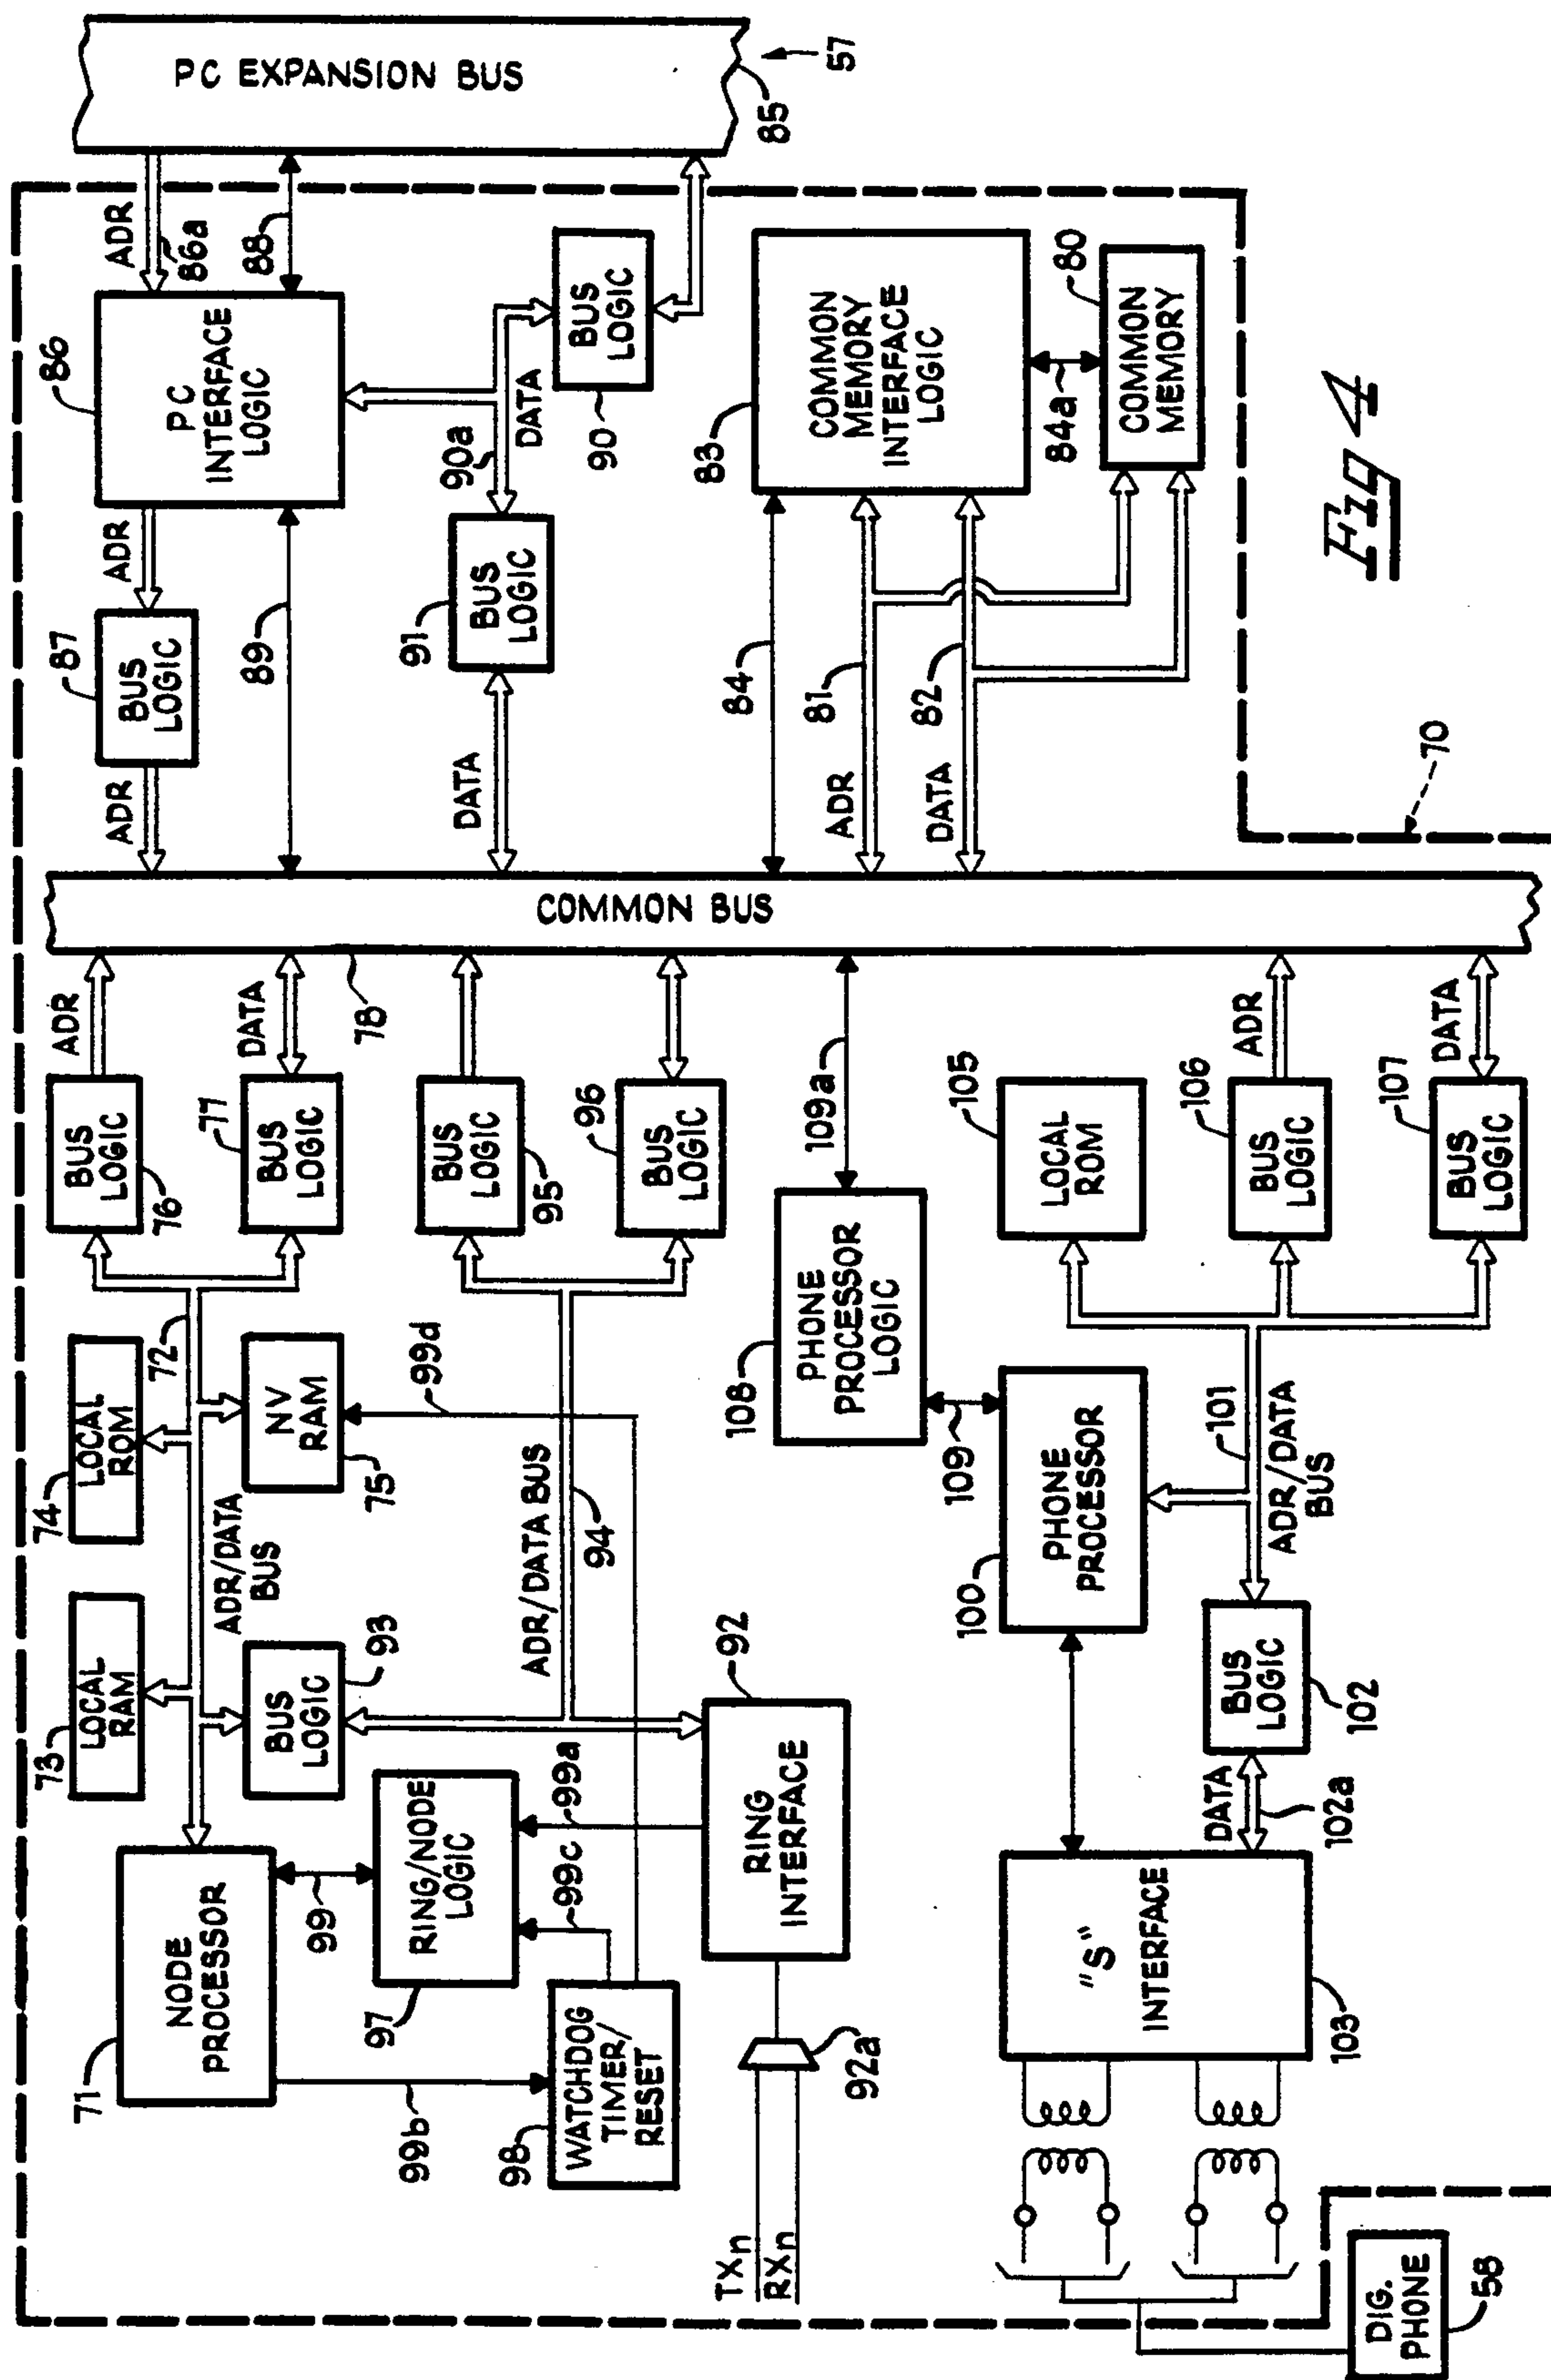 PC EXPANSION BUS
57
85
ADR
86a
88
86
PC
INTERFACE
LOGIC
ADR
87
BUS
LOGIC
ADR
89
90a
DATA
BUS
LOGIC
90
91
BUS
LOGIC
DATA
83
COMMON
MEMORY
INTERFACE
LOGIC
84a
80
COMMON
MEMORY
84
81
ADR
82
DATA
Fig 4
70
COMMON BUS
78
ADR
DATA
BUS
LOGIC
76
77
BUS
LOGIC
BUS
LOGIC
95
96
BUS
LOGIC
109a
105
LOCAL
ROM
106
BUS
LOGIC
ADR
107
BUS
LOGIC
DATA
72
74
LOCAL
ROM
NV
RAM
75
99d
73
LOCAL
RAM
ADR/DATA
BUS
BUS
LOGIC
93
ADR/DATA BUS
94
108
PHONE
PROCESSOR
LOGIC
109
100
PHONE
PROCESSOR
101
ADR/DATA
BUS
71
NODE
PROCESSOR
99
97
RING/NODE
LOGIC
99a
99c
92
RING
INTERFACE
99b
98
WATCHDOG
TIMER/
RESET
92a
TXn
RXn
BUS
LOGIC
102
DATA
102a
"S"
INTERFACE
103
DIG.
PHONE
58